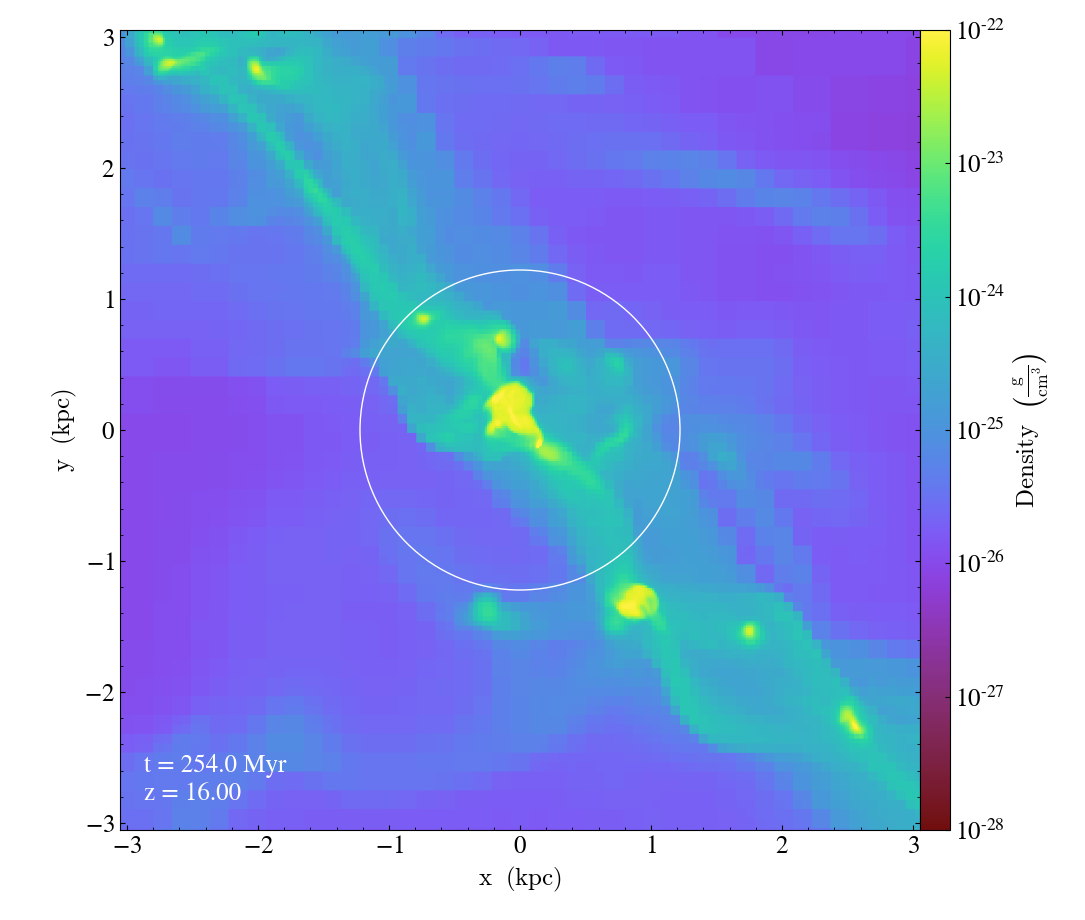 3
2
1
0
−1
−2
−3
y (kpc)
−3 −2 −1 0 1 2 3
x (kpc)
t = 254.0 Myr
z = 16.00
10^-22
10^-23
10^-24
10^-25
10^-26
10^-27
10^-28
Density (g/cm^3)